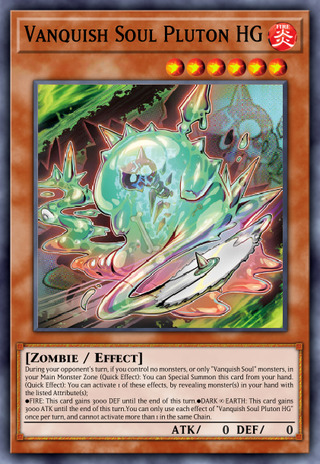 VANQUISH SOUL PLUTON HG
FIRE
炎
[ZOMBIE / EFFECT]
During your opponent's turn, if you control no monsters, or only "Vanquish Soul" monsters, in
your Main Monster Zone (Quick Effect): You can Special Summon this card from your hand.
(Quick Effect): You can activate 1 of these effects, by revealing monster(s) in your hand with
the listed Attribute(s);
●FIRE: This card gains 3000 DEF until the end of this turn.●DARK & EARTH: This card gains
3000 ATK until the end of this turn.You can only use each effect of "Vanquish Soul Pluton HG"
once per turn, and cannot activate more than 1 in the same Chain.
ATK/ 0 DEF/ 0